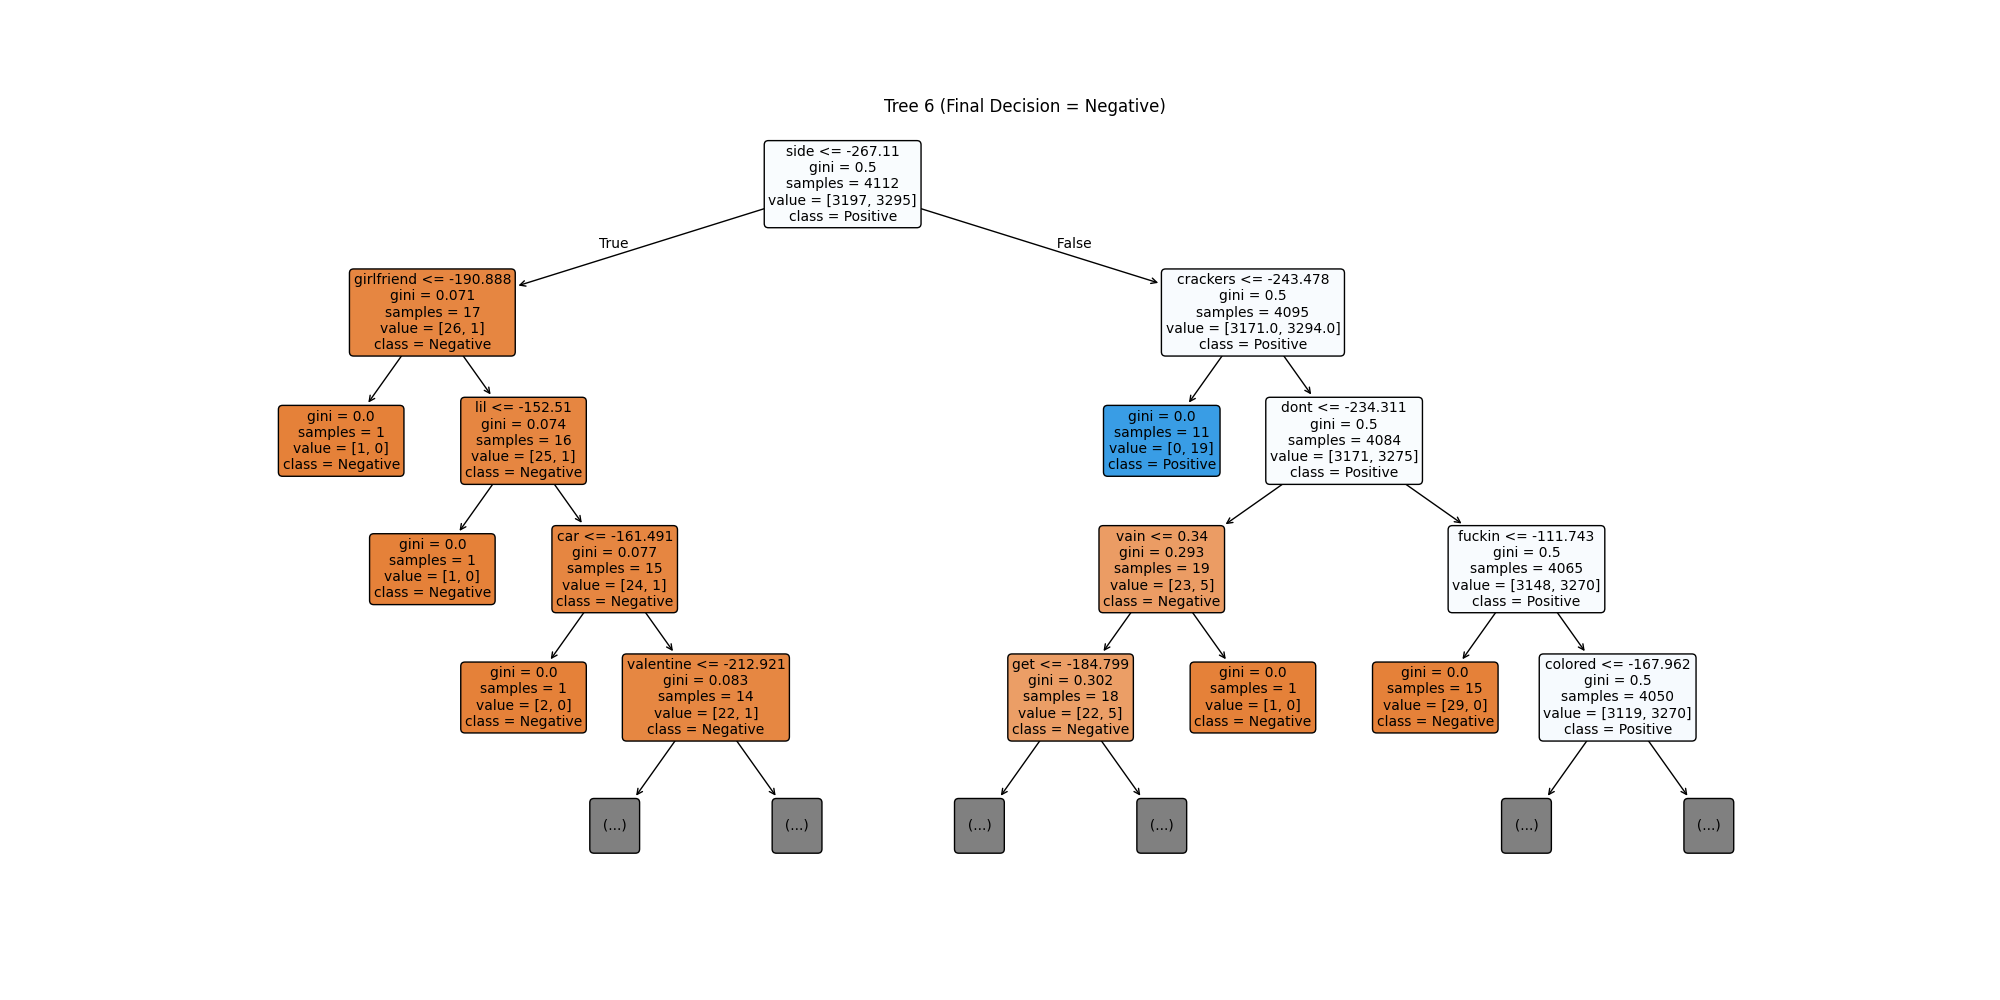 Tree 6 (Final Decision = Negative)
side <= -267.11
gini = 0.5
samples = 4112
value = [3197, 3295]
class = Positive
True
False
girlfriend <= -190.888
gini = 0.071
samples = 17
value = [26, 1]
class = Negative
crackers <= -243.478
gini = 0.5
samples = 4095
value = [3171.0, 3294.0]
class = Positive
gini = 0.0
samples = 1
value = [1, 0]
class = Negative
lil <= -152.51
gini = 0.074
samples = 16
value = [25, 1]
class = Negative
gini = 0.0
samples = 11
value = [0, 19]
class = Positive
dont <= -234.311
gini = 0.5
samples = 4084
value = [3171, 3275]
class = Positive
gini = 0.0
samples = 1
value = [1, 0]
class = Negative
car <= -161.491
gini = 0.077
samples = 15
value = [24, 1]
class = Negative
vain <= 0.34
gini = 0.293
samples = 19
value = [23, 5]
class = Negative
fuckin <= -111.743
gini = 0.5
samples = 4065
value = [3148, 3270]
class = Positive
gini = 0.0
samples = 1
value = [2, 0]
class = Negative
valentine <= -212.921
gini = 0.083
samples = 14
value = [22, 1]
class = Negative
get <= -184.799
gini = 0.302
samples = 18
value = [22, 5]
class = Negative
gini = 0.0
samples = 1
value = [1, 0]
class = Negative
gini = 0.0
samples = 15
value = [29, 0]
class = Negative
colored <= -167.962
gini = 0.5
samples = 4050
value = [3119, 3270]
class = Positive
(...)
(...)
(...)
(...)
(...)
(...)